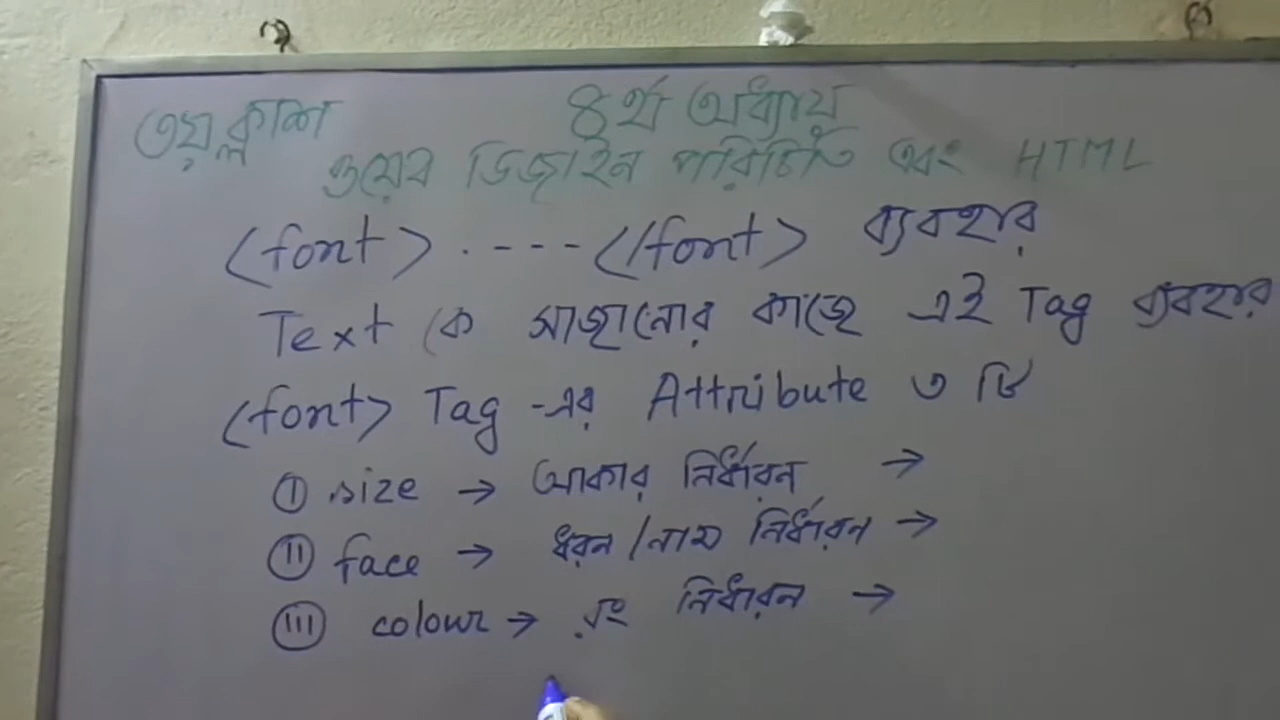 ৩য় ক্লাশ ৪র্থ অধ্যায়
ওয়েব ডিজাইন পরিচিতি এবং HTML
<font> ---- </font> ব্যবহার
Text কে সাজানোর কাজে এই Tag ব্যবহার
<font> Tag -এর Attribute ৩ টি
(i) size → আকার নির্ধারন →
(ii) face → ধরন/নাম নির্ধারন →
(iii) colour → রং নির্ধারন →